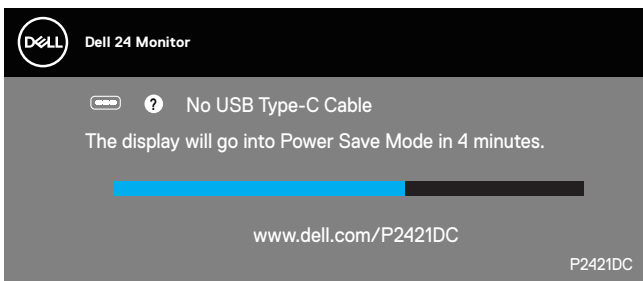 DELL
Dell 24 Monitor
? No USB Type-C Cable
The display will go into Power Save Mode in 4 minutes.
www.dell.com/P2421DC
P2421DC